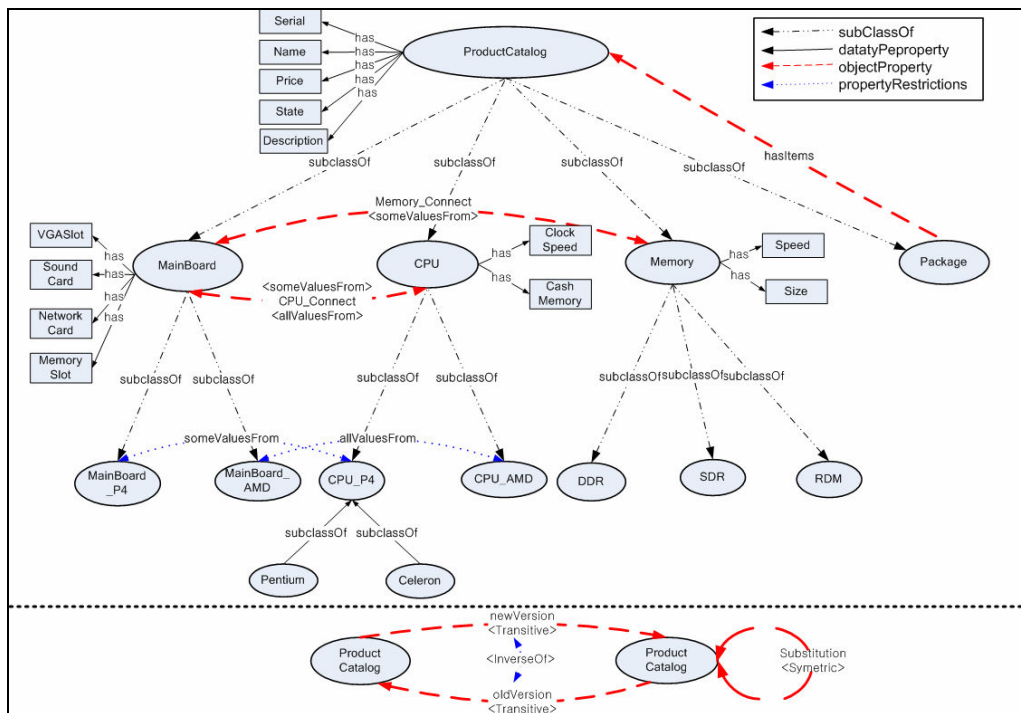 Serial
has
Name
has
Price
has
has
State
has
Description
ProductCatalog
subClassOf
datatyPeproperty
objectProperty
propertyRestrictions
hasItems
subclassOf
subclassOf
subclassOf
subclassOf
Memory_Connect
<someValuesFrom>
VGASlot
has
Sound
Card
has
Network
Card
has
Memory
Slot
has
MainBoard
<someValuesFrom>
CPU_Connect
<allValuesFrom>
CPU
has
Clock
Speed
has
Cash
Memory
Memory
has
Speed
has
Size
Package
subclassOf
subclassOf
subclassOf
subclassOf
subclassOf
subclassOf
subclassOf
someValuesFrom
allValuesFrom
MainBoard
_P4
MainBoard_
AMD
CPU_P4
CPU_AMD
DDR
SDR
RDM
subclassOf
subclassOf
Pentium
Celeron
newVersion
<Transitive>
Product
Catalog
<InverseOf>
Product
Catalog
Substitution
<Symetric>
oldVersion
<Transitive>